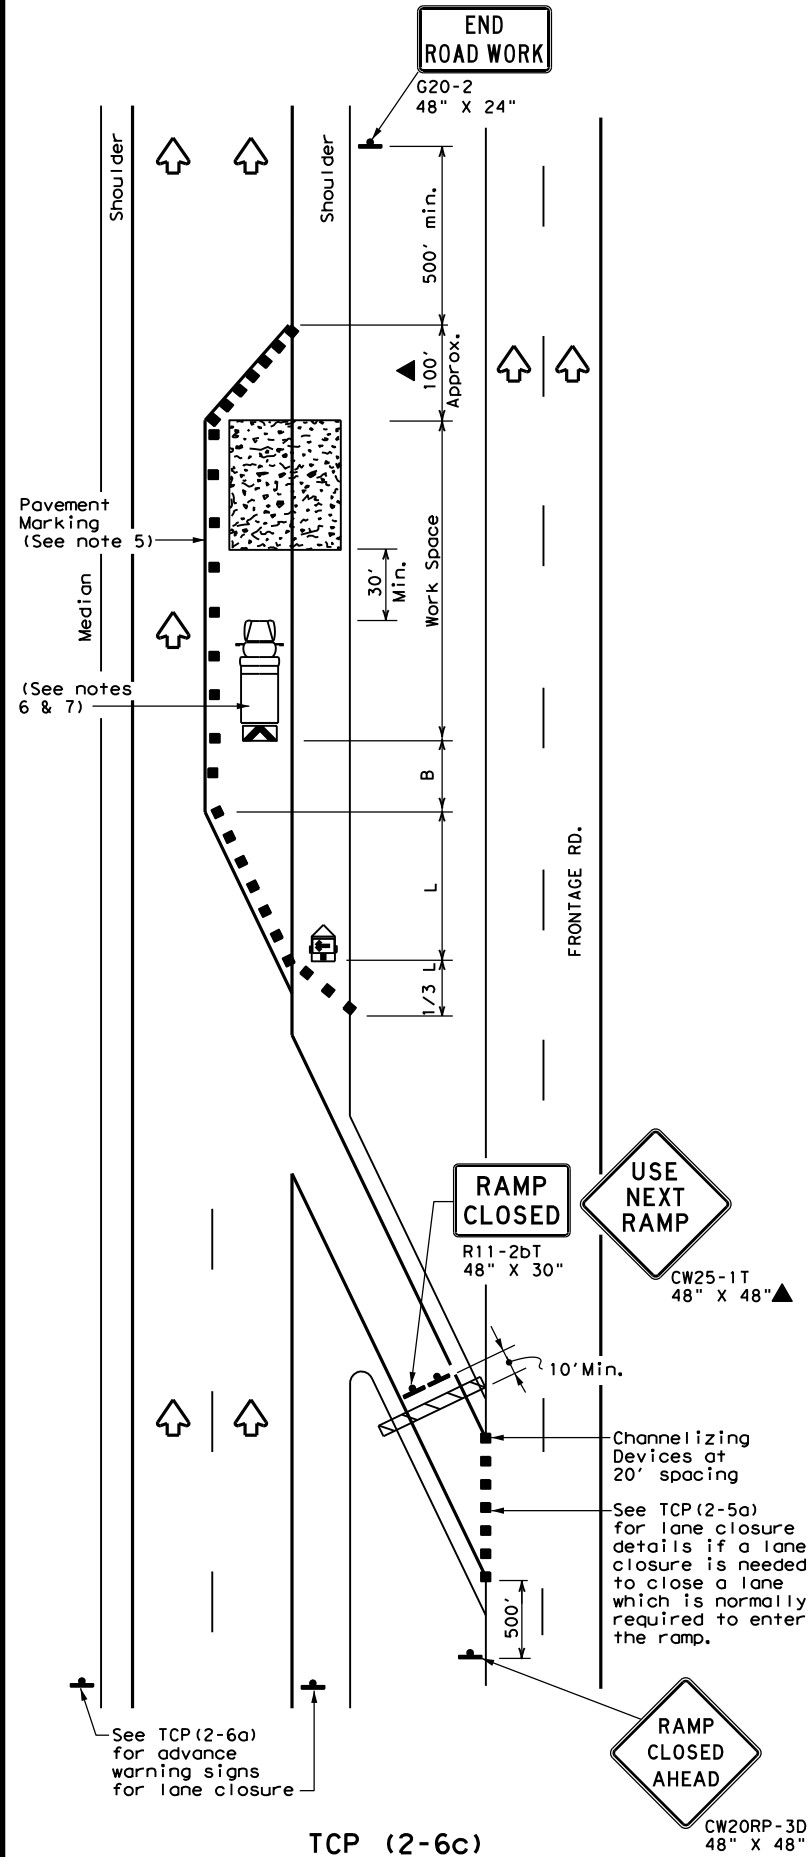 END
ROAD WORK
G20-2
48" X 24"
Shoulder
Shoulder
500' min.
100'
Approx.
Pavement
Marking
(See note 5)
Work Space
30'
Min.
Median
(See notes
6 & 7)
B
L
FRONTAGE RD.
1/3 L
RAMP
CLOSED
R11-2bT
48" X 30"
USE
NEXT
RAMP
CW25-1T
48" X 48"
10'Min.
Channelizing
Devices at
20' spacing
See TCP(2-5a)
for lane closure
details if a lane
closure is needed
to close a lane
which is normally
required to enter
the ramp.
500'
See TCP(2-6a)
for advance
warning signs
for lane closure
RAMP
CLOSED
AHEAD
CW20RP-3D
48" X 48"
TCP (2-6c)